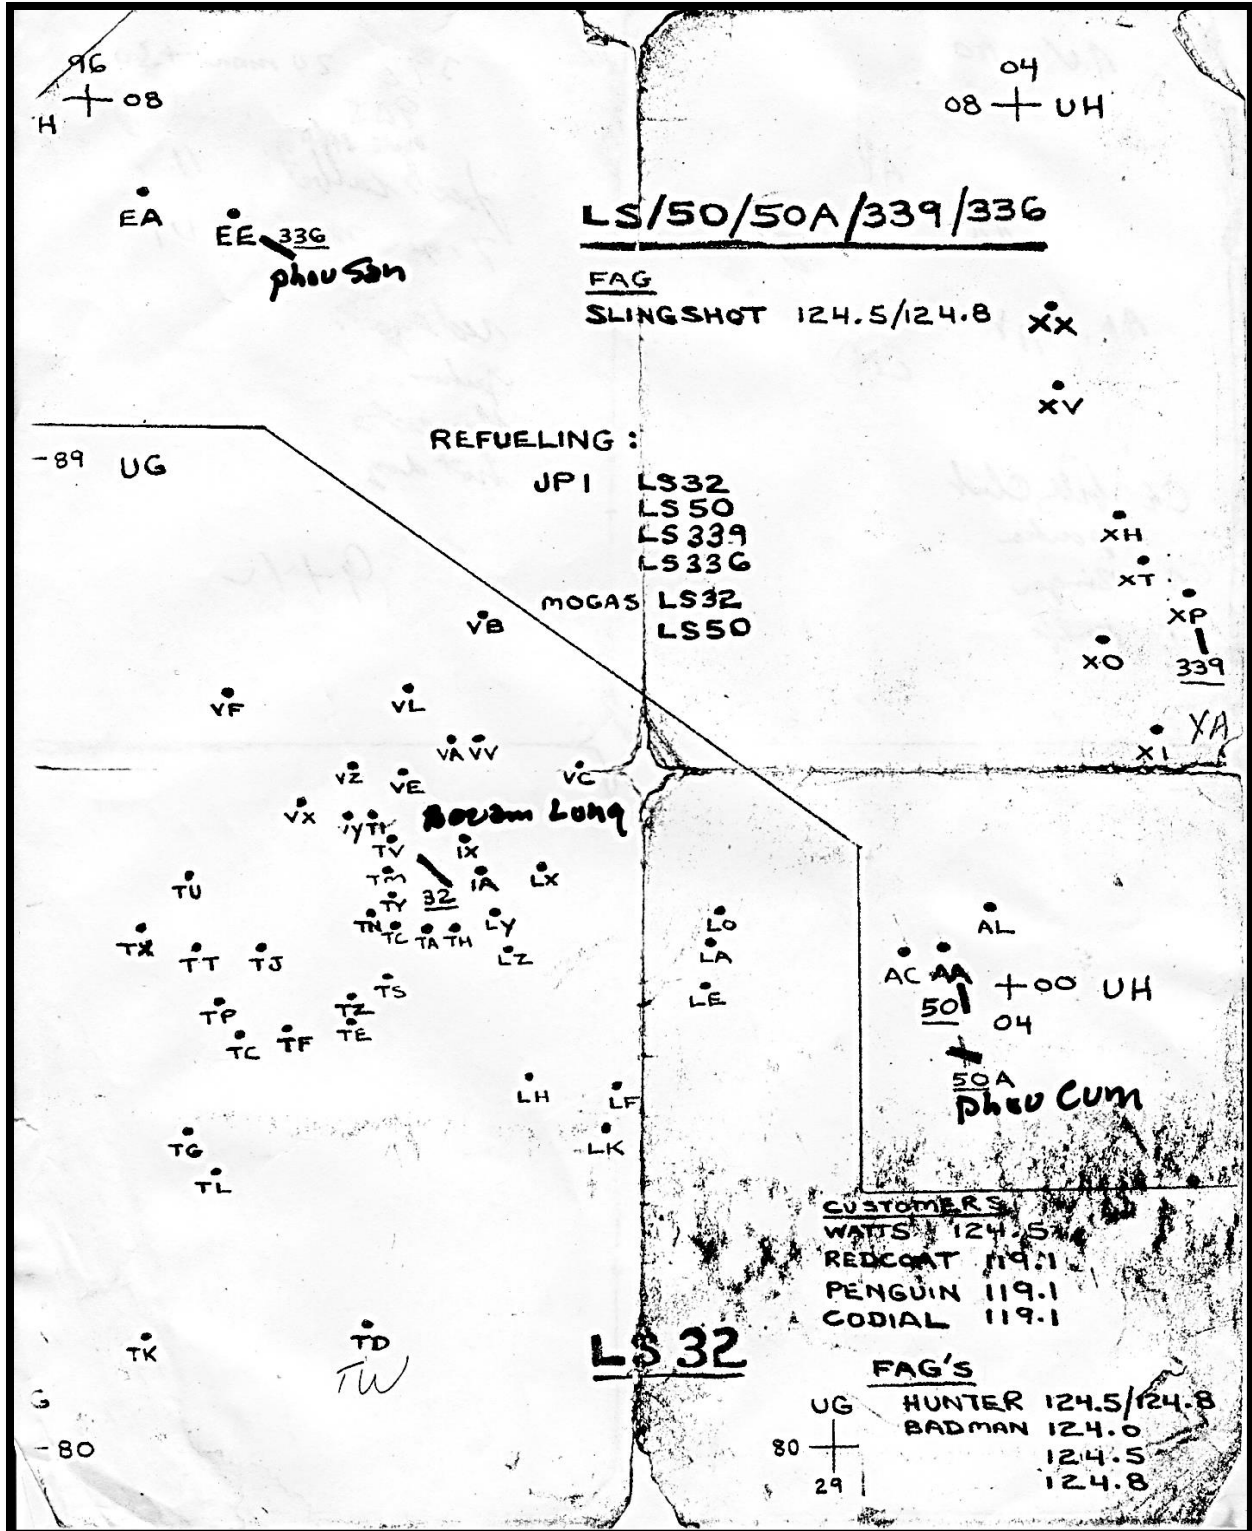 96
08
H
04
08 UH
EA
EE 336
phou San
LS/50/50A/339/336
FAG
SLINGSHOT 124.5/124.8
XX
XV
-89 UG
REFUELING:
JP1 LS32
LS50
LS339
LS336
MOGAS LS32
LS50
XH
XT
XP
XO
339
XA
XI
VB
VF
VL
VA VV
VZ
VE
VC
VX
Bouam Long
TV
IX
32
IA
LX
TU
TY
TN
TC
TA TH
LY
LZ
TX
TT
TJ
TS
TP
TZ
TE
TC
TF
LO
LA
LE
AL
AC AA
00 UH
50
04
50A
phou Cum
LH
LF
LK
TG
TL
CUSTOMERS
WATTS 124.5
REDCOAT 119.1
PENGUIN 119.1
CODIAL 119.1
TK
TD
TW
LS 32
FAG'S
HUNTER 124.5/124.8
BADMAN 124.0
124.5
124.8
UG
80
29
G
-80